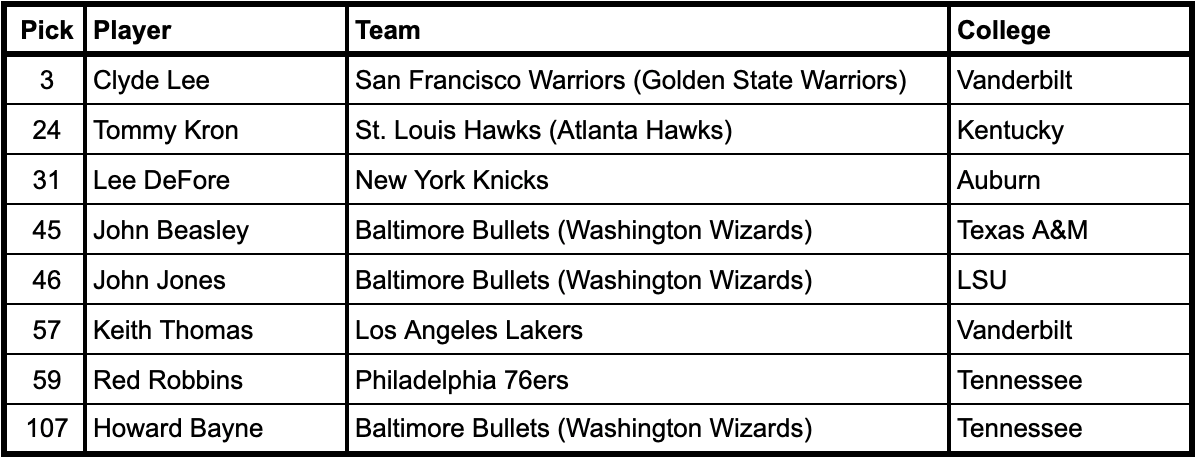 Pick Player Team College
3 Clyde Lee San Francisco Warriors (Golden State Warriors) Vanderbilt
24 Tommy Kron St. Louis Hawks (Atlanta Hawks) Kentucky
31 Lee DeFore New York Knicks Auburn
45 John Beasley Baltimore Bullets (Washington Wizards) Texas A&M
46 John Jones Baltimore Bullets (Washington Wizards) LSU
57 Keith Thomas Los Angeles Lakers Vanderbilt
59 Red Robbins Philadelphia 76ers Tennessee
107 Howard Bayne Baltimore Bullets (Washington Wizards) Tennessee